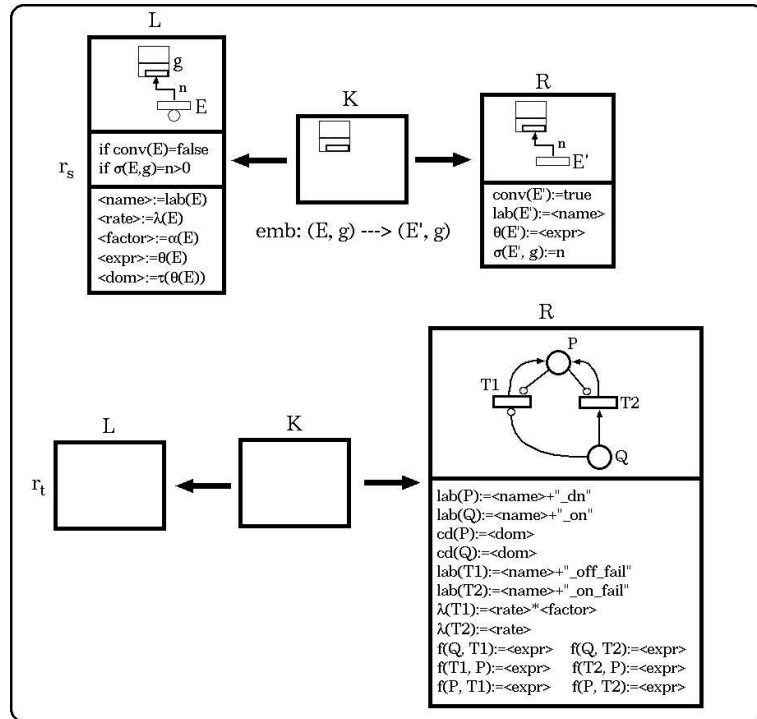 L
g
n
E
r_s
if conv(E)=false
if σ(E,g)=n>0
<name>:=lab(E)
<rate>:=λ(E)
<factor>:=α(E)
<expr>:=θ(E)
<dom>:=τ(θ(E))
K
emb: (E, g) ---> (E', g)
R
n
E'
conv(E'):=true
lab(E'):=<name>
θ(E'):=<expr>
σ(E', g):=n
r_t
L
K
R
P
T1
T2
Q
lab(P):=<name>+"_dn"
lab(Q):=<name>+"_on"
cd(P):=<dom>
cd(Q):=<dom>
lab(T1):=<name>+"_off_fail"
lab(T2):=<name>+"_on_fail"
λ(T1):=<rate>*<factor>
λ(T2):=<rate>
f(Q, T1):=<expr> f(Q, T2):=<expr>
f(T1, P):=<expr> f(T2, P):=<expr>
f(P, T1):=<expr> f(P, T2):=<expr>